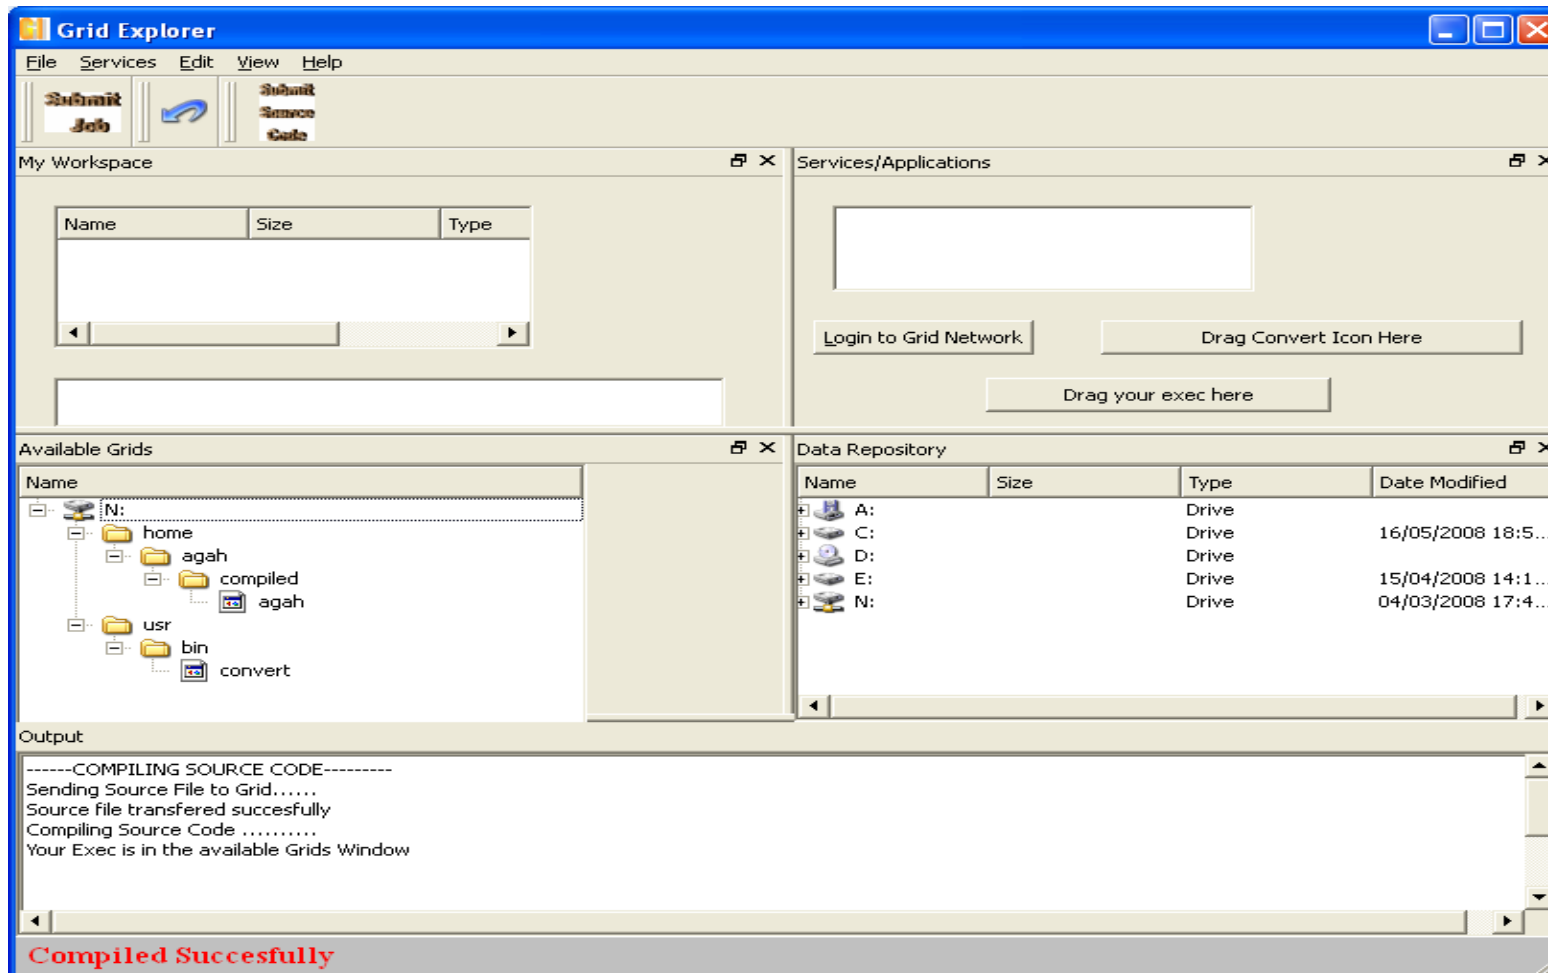 Grid Explorer
File Services Edit View Help
Submit Job
Submit Source Code
My Workspace
Name Size Type
Services/Applications
Login to Grid Network
Drag Convert Icon Here
Drag your exec here
Available Grids
Name
N:
home
agah
compiled
agah
usr
bin
convert
Data Repository
Name Size Type Date Modified
A: Drive
C: Drive 16/05/2008 18:5...
D: Drive
E: Drive 15/04/2008 14:1...
N: Drive 04/03/2008 17:4...
Output
------COMPILING SOURCE CODE---------
Sending Source File to Grid......
Source file transfered succesfully
Compiling Source Code ..........
Your Exec is in the available Grids Window
Compiled Succesfully